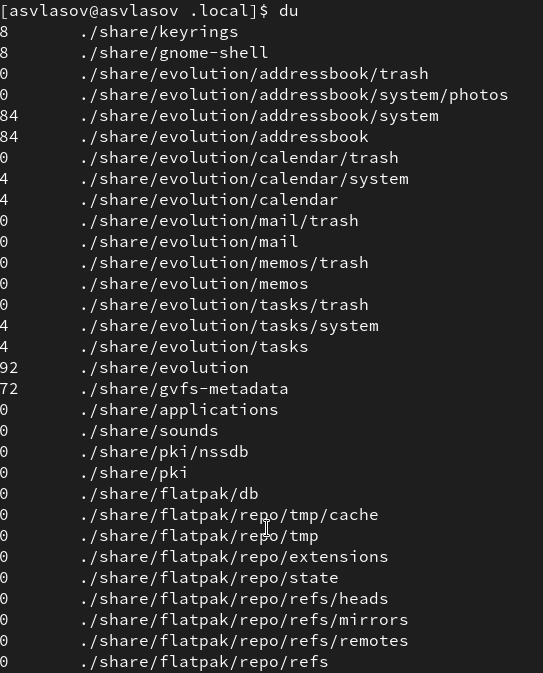 [asvlasov@asvlasov .local]$ du
8       ./share/keyrings
8       ./share/gnome-shell
0       ./share/evolution/addressbook/trash
0       ./share/evolution/addressbook/system/photos
84      ./share/evolution/addressbook/system
84      ./share/evolution/addressbook
0       ./share/evolution/calendar/trash
4       ./share/evolution/calendar/system
4       ./share/evolution/calendar
0       ./share/evolution/mail/trash
0       ./share/evolution/mail
0       ./share/evolution/memos/trash
0       ./share/evolution/memos
0       ./share/evolution/tasks/trash
4       ./share/evolution/tasks/system
4       ./share/evolution/tasks
92      ./share/evolution
72      ./share/gvfs-metadata
0       ./share/applications
0       ./share/sounds
0       ./share/pki/nssdb
0       ./share/pki
0       ./share/flatpak/db
0       ./share/flatpak/repo/tmp/cache
0       ./share/flatpak/repo/tmp
0       ./share/flatpak/repo/extensions
0       ./share/flatpak/repo/state
0       ./share/flatpak/repo/refs/heads
0       ./share/flatpak/repo/refs/mirrors
0       ./share/flatpak/repo/refs/remotes
0       ./share/flatpak/repo/refs